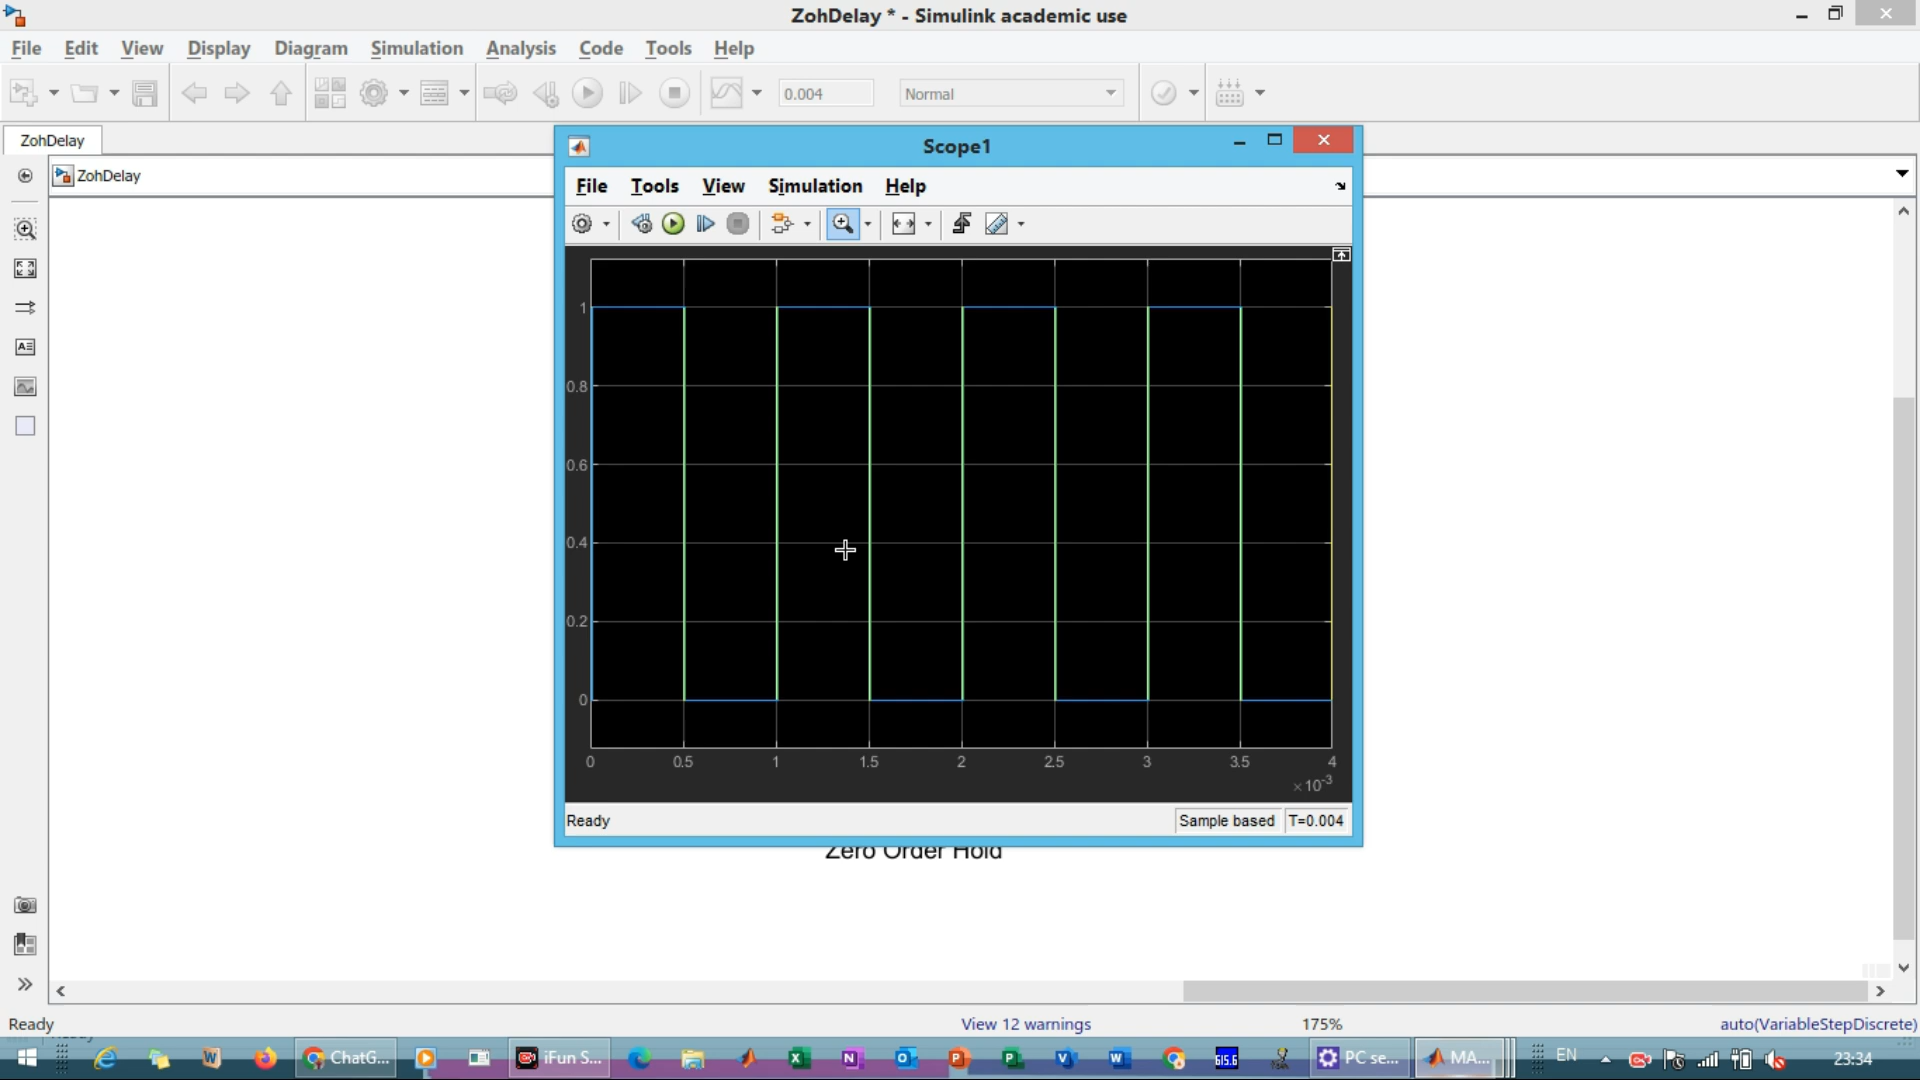 ZohDelay * - Simulink academic use
File Edit View Display Diagram Simulation Analysis Code Tools Help
0.004 Normal
ZohDelay
ZohDelay
Scope1
File Tools View Simulation Help
1
0.8
0.6
0.4
0.2
0
0 0.5 1 1.5 2 2.5 3 3.5 4
×10-3
Ready Sample based T=0.004
Zero Order Hold
Ready View 12 warnings 175% auto(VariableStepDiscrete)
ChatG... iFun S... 615.6 PC se... MA... EN 23:34